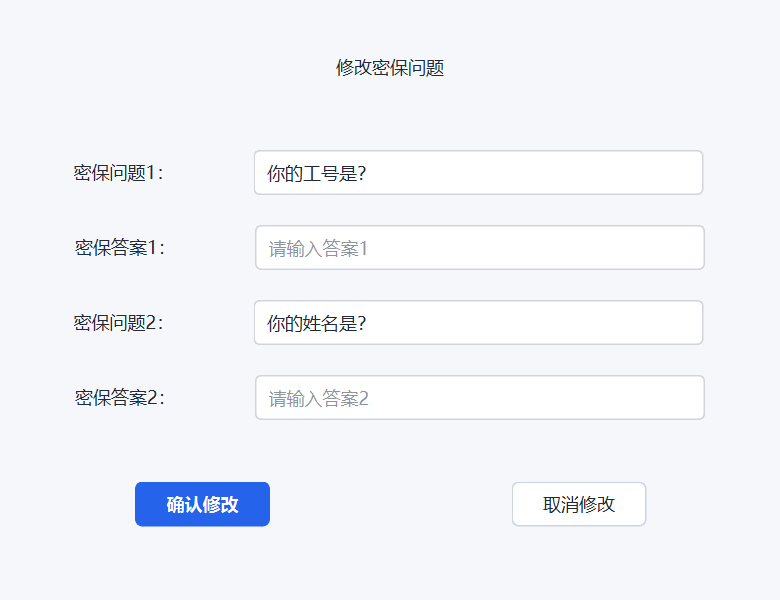 修改密保问题
密保问题1：
你的工号是？
密保答案1：
请输入答案1
密保问题2：
你的姓名是？
密保答案2：
请输入答案2
确认修改
取消修改